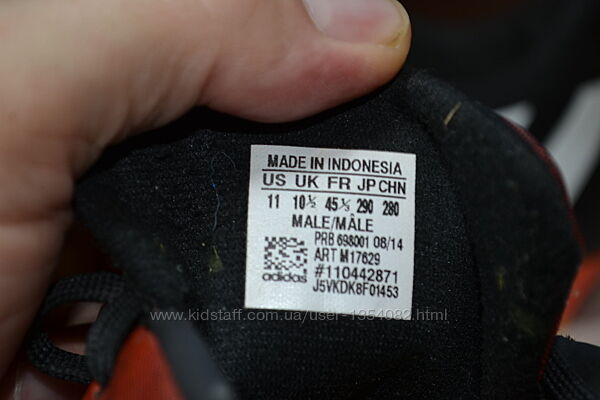 MADE IN INDONESIA
US UK FR JP CHN
11 10½ 45⅓ 290 280
MALE/MÂLE
PRB 698001 08/14
ART M17629
#110442871
adidas
J5VKDK8F01453
www.kidstaff.com.ua/user-1954082.html